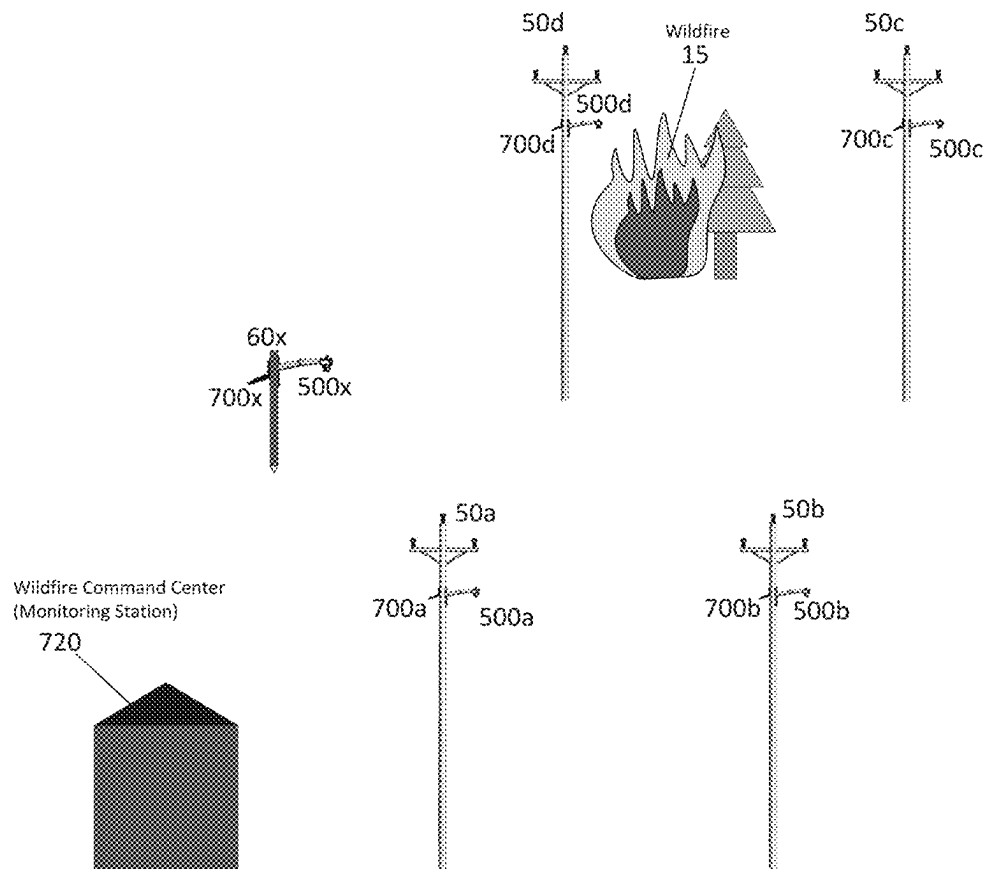 50d
Wildfire
15
50c
500d
700d
700c
500c
60x
700x
500x
50a
50b
Wildfire Command Center
(Monitoring Station)
720
700a
500a
700b
500b